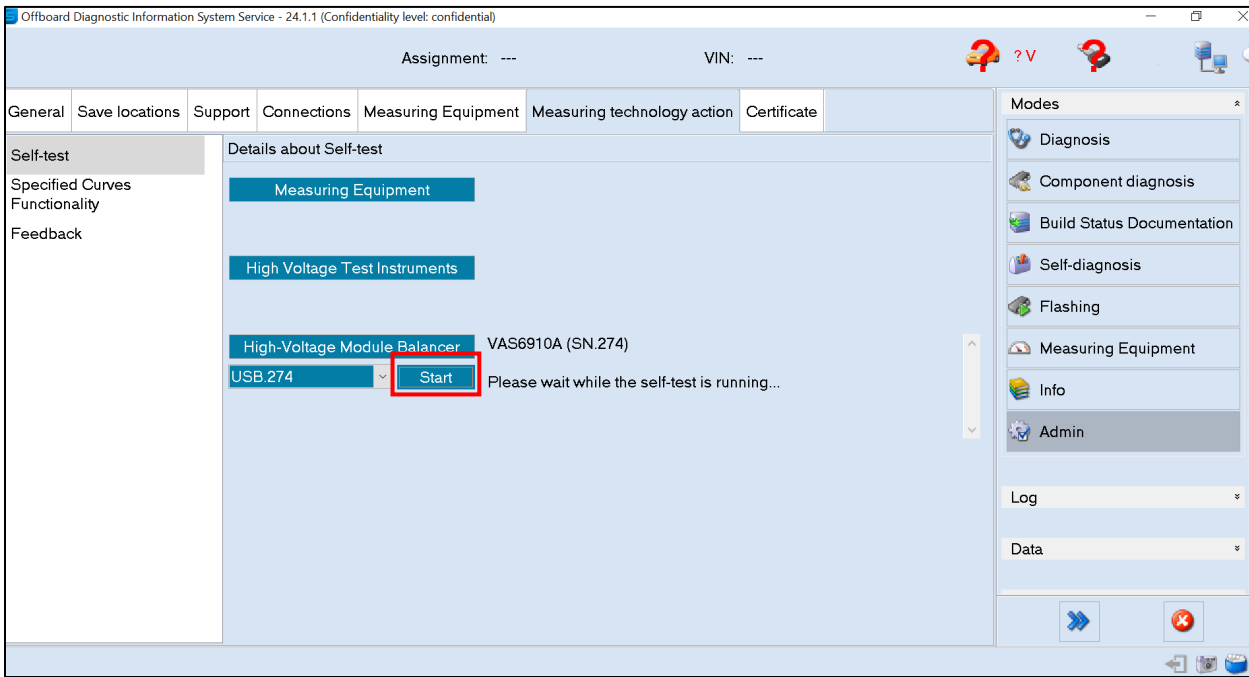 Offboard Diagnostic Information System Service - 24.1.1 (Confidentiality level: confidential)
Assignment: ---
VIN: ---
? V
General
Save locations
Support
Connections
Measuring Equipment
Measuring technology action
Certificate
Self-test
Specified Curves
Functionality
Feedback
Details about Self-test
Measuring Equipment
High Voltage Test Instruments
High-Voltage Module Balancer
VAS6910A (SN.274)
USB.274
Start
Please wait while the self-test is running...
Modes
Diagnosis
Component diagnosis
Build Status Documentation
Self-diagnosis
Flashing
Measuring Equipment
Info
Admin
Log
Data